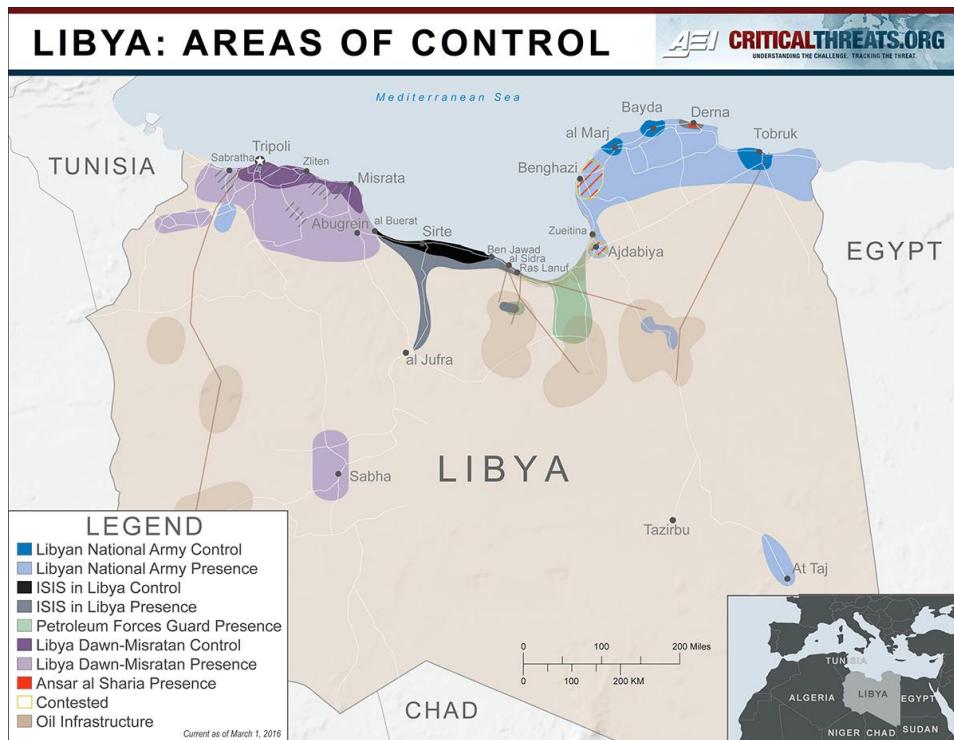 LIBYA: AREAS OF CONTROL
AEI CRITICALTHREATS.ORG
UNDERSTANDING THE CHALLENGE. TRACKING THE THREAT.
Mediterranean Sea
TUNISIA
Sabratha
Tripoli
Zliten
Misrata
Abugrein
al Buerat
Sirte
Ben Jawad
al Sidra
Ras Lanuf
al Marj
Bayda
Derna
Tobruk
Benghazi
Zueitina
Ajdabiya
EGYPT
al Jufra
LIBYA
Sabha
Tazirbu
At Taj
CHAD
LEGEND
Libyan National Army Control
Libyan National Army Presence
ISIS in Libya Control
ISIS in Libya Presence
Petroleum Forces Guard Presence
Libya Dawn-Misratan Control
Libya Dawn-Misratan Presence
Ansar al Sharia Presence
Contested
Oil Infrastructure
Current as of March 1, 2016
0 100 200 Miles
0 100 200 KM
TUNISIA
ALGERIA
LIBYA
EGYPT
NIGER
CHAD
SUDAN